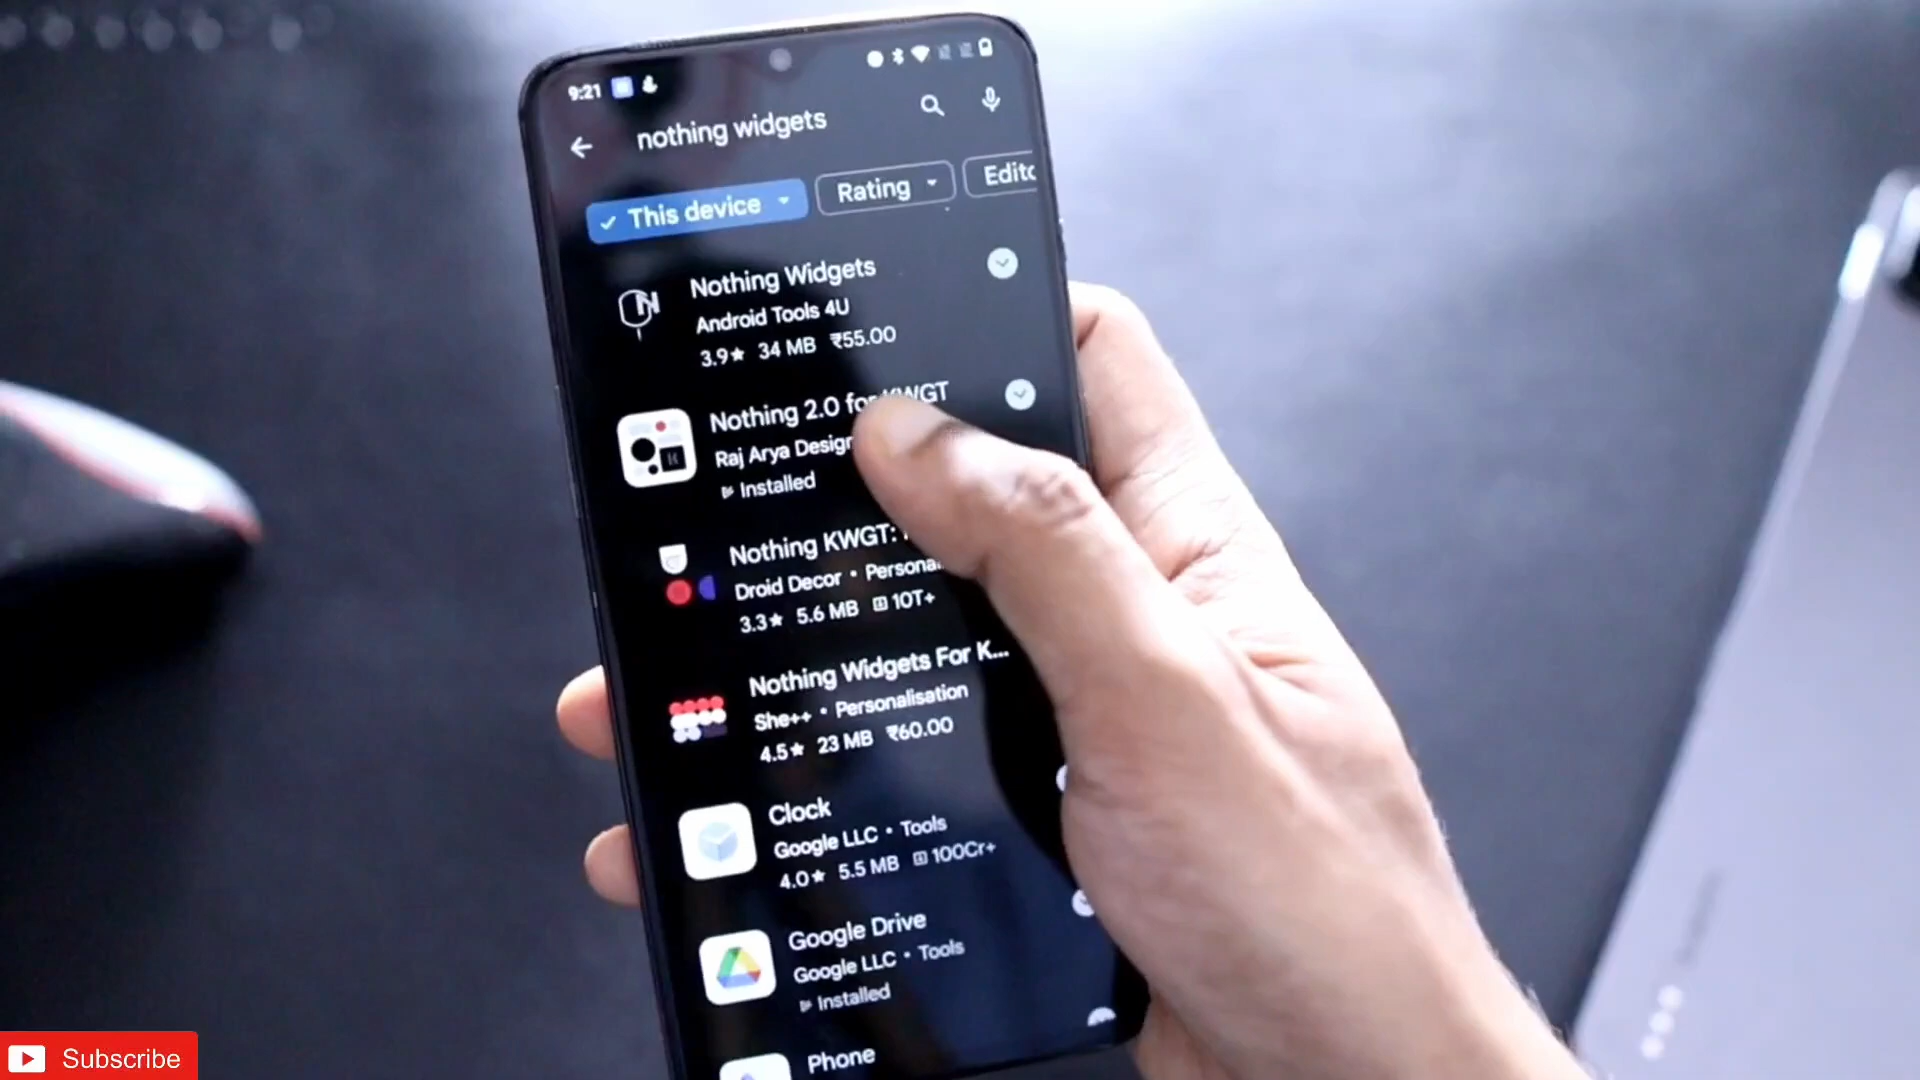 9:21
nothing widgets
This device
Rating
Edito
Nothing Widgets
Android Tools 4U
3.9★ 34 MB ₹55.00
Nothing 2.0 for KWGT
Raj Arya Design
Installed
Nothing KWGT:
Droid Decor • Persona
3.3★ 5.6 MB 10T+
Nothing Widgets For K...
She++ • Personalisation
4.5★ 23 MB ₹60.00
Clock
Google LLC • Tools
4.0★ 5.5 MB 100Cr+
Google Drive
Google LLC • Tools
Installed
Phone
Subscribe